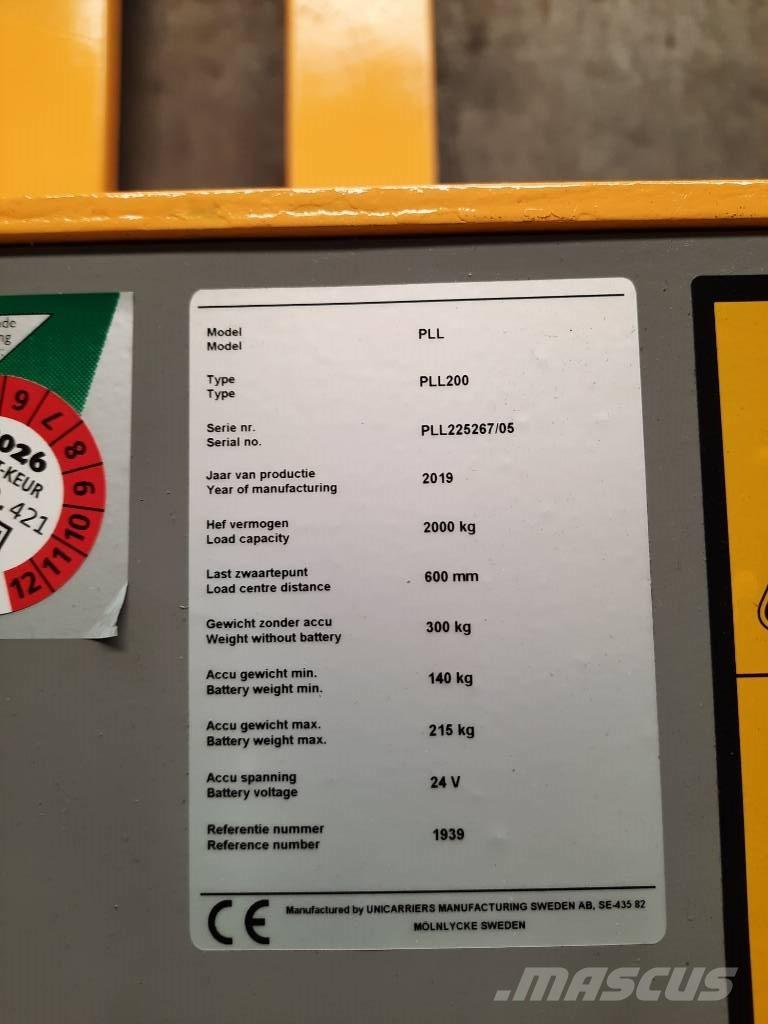 Model PLL
Model
Type PLL200
Type
Serie nr. PLL225267/05
Serial no.
Jaar van productie 2019
Year of manufacturing
Hef vermogen 2000 kg
Load capacity
Last zwaartepunt 600 mm
Load centre distance
Gewicht zonder accu 300 kg
Weight without battery
Accu gewicht min. 140 kg
Battery weight min.
Accu gewicht max. 215 kg
Battery weight max.
Accu spanning 24 V
Battery voltage
Referentie nummer 1939
Reference number
CE Manufactured by UNICARRIERS MANUFACTURING SWEDEN AB, SE-435 82
MÖLNLYCKE SWEDEN
6 7 8 9 10 11 12
026
-KEUR
. 421
.MASCUS